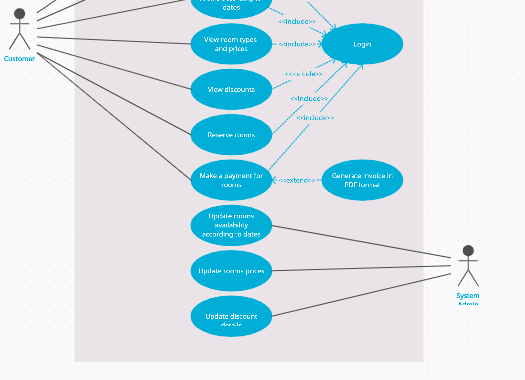 dates
<<include>>
Customer
View room types
and prices
<<include>>
Login
<<include>>
View discounts
<<include>>
<<include>>
Reserve rooms
Make a payment for
rooms
<<extend>>
Generate invoice in
PDF format
Update rooms
availability
according to dates
Update rooms prices
System
Admin
Update discount
details